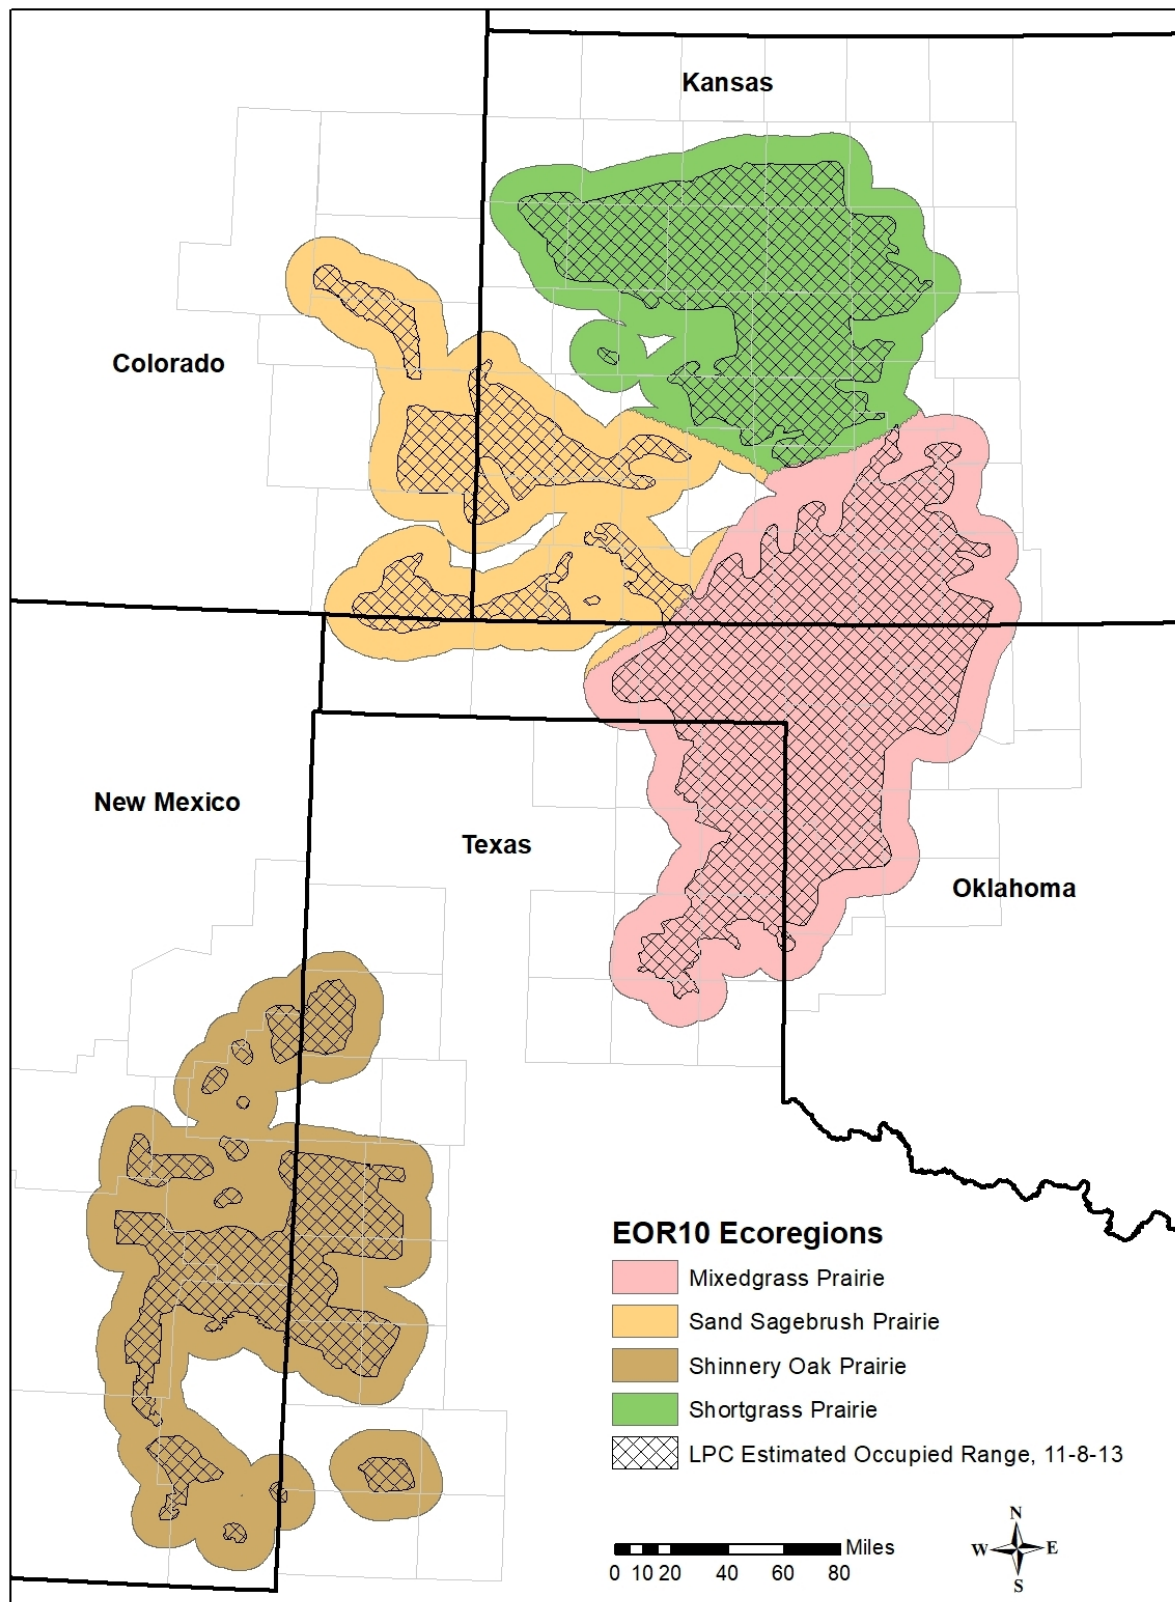 Kansas
Colorado
New Mexico
Texas
Oklahoma
EOR10 Ecoregions
Mixedgrass Prairie
Sand Sagebrush Prairie
Shinnery Oak Prairie
Shortgrass Prairie
LPC Estimated Occupied Range, 11-8-13
Miles
0 10 20 40 60 80
N
W E
S